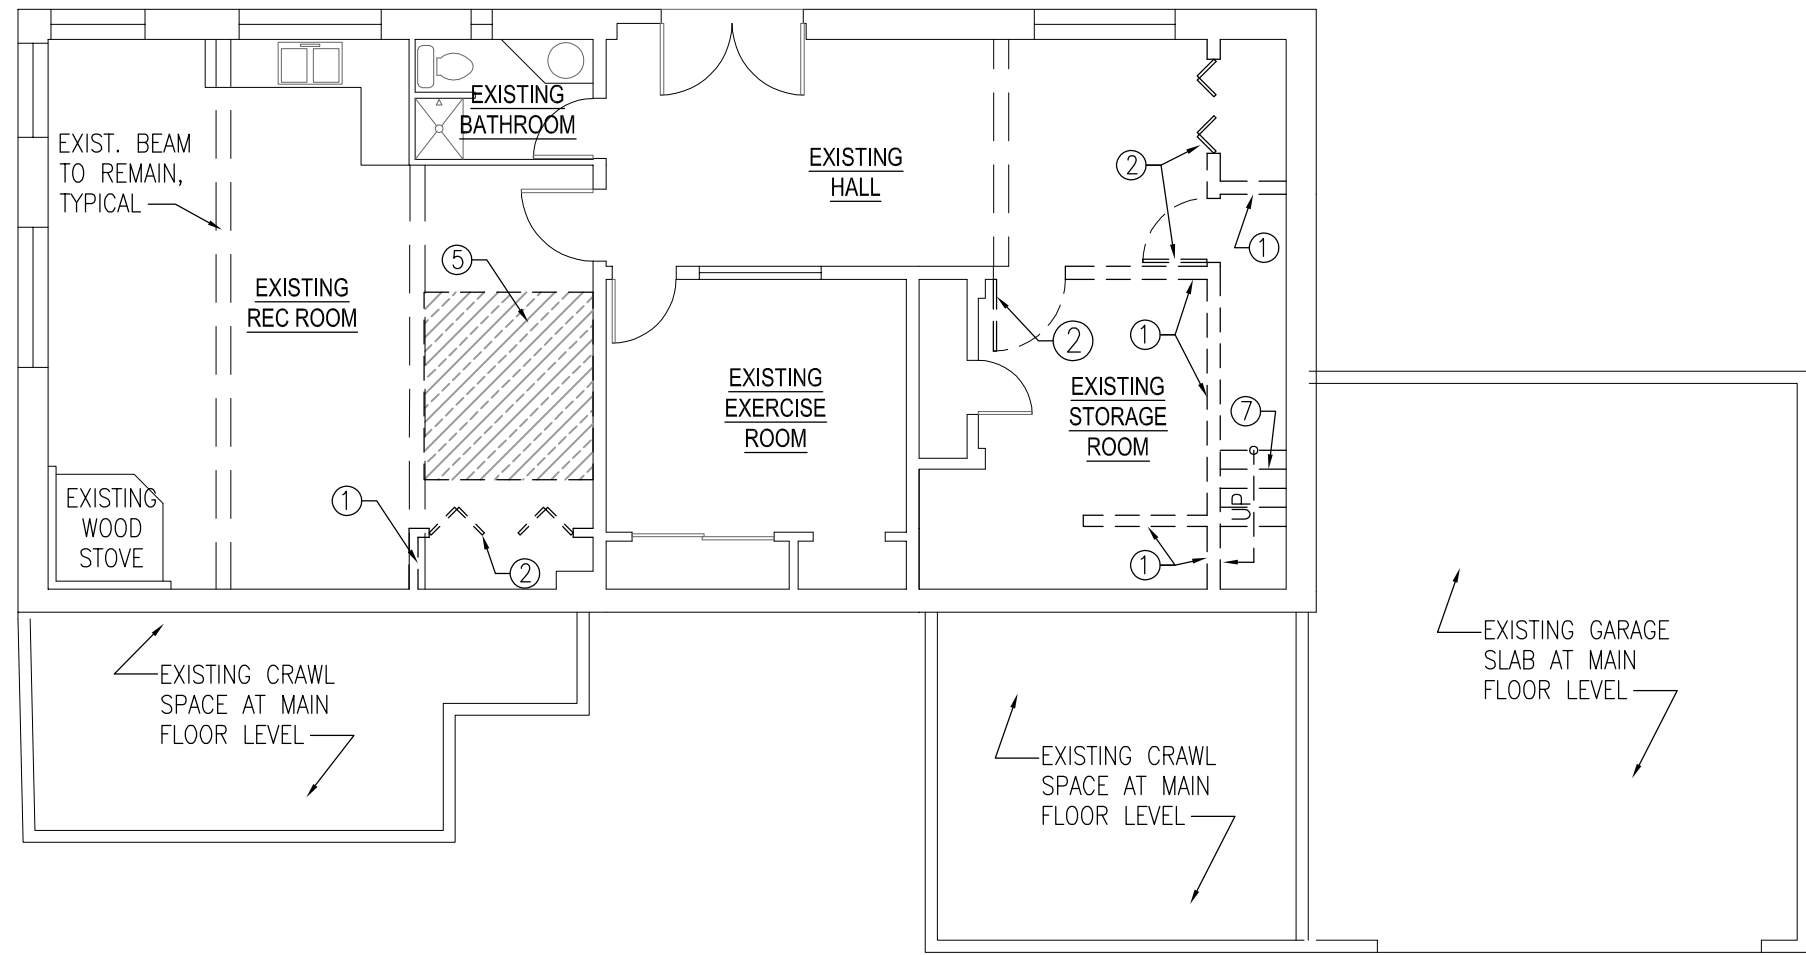 EXISTING
BATHROOM
EXIST. BEAM
TO REMAIN,
TYPICAL
EXISTING
HALL
2
1
5
EXISTING
REC ROOM
1
2
EXISTING
EXERCISE
ROOM
EXISTING
STORAGE
ROOM
7
EXISTING
WOOD
STOVE
1
UP
2
1
EXISTING CRAWL
SPACE AT MAIN
FLOOR LEVEL
EXISTING GARAGE
SLAB AT MAIN
FLOOR LEVEL
EXISTING CRAWL
SPACE AT MAIN
FLOOR LEVEL